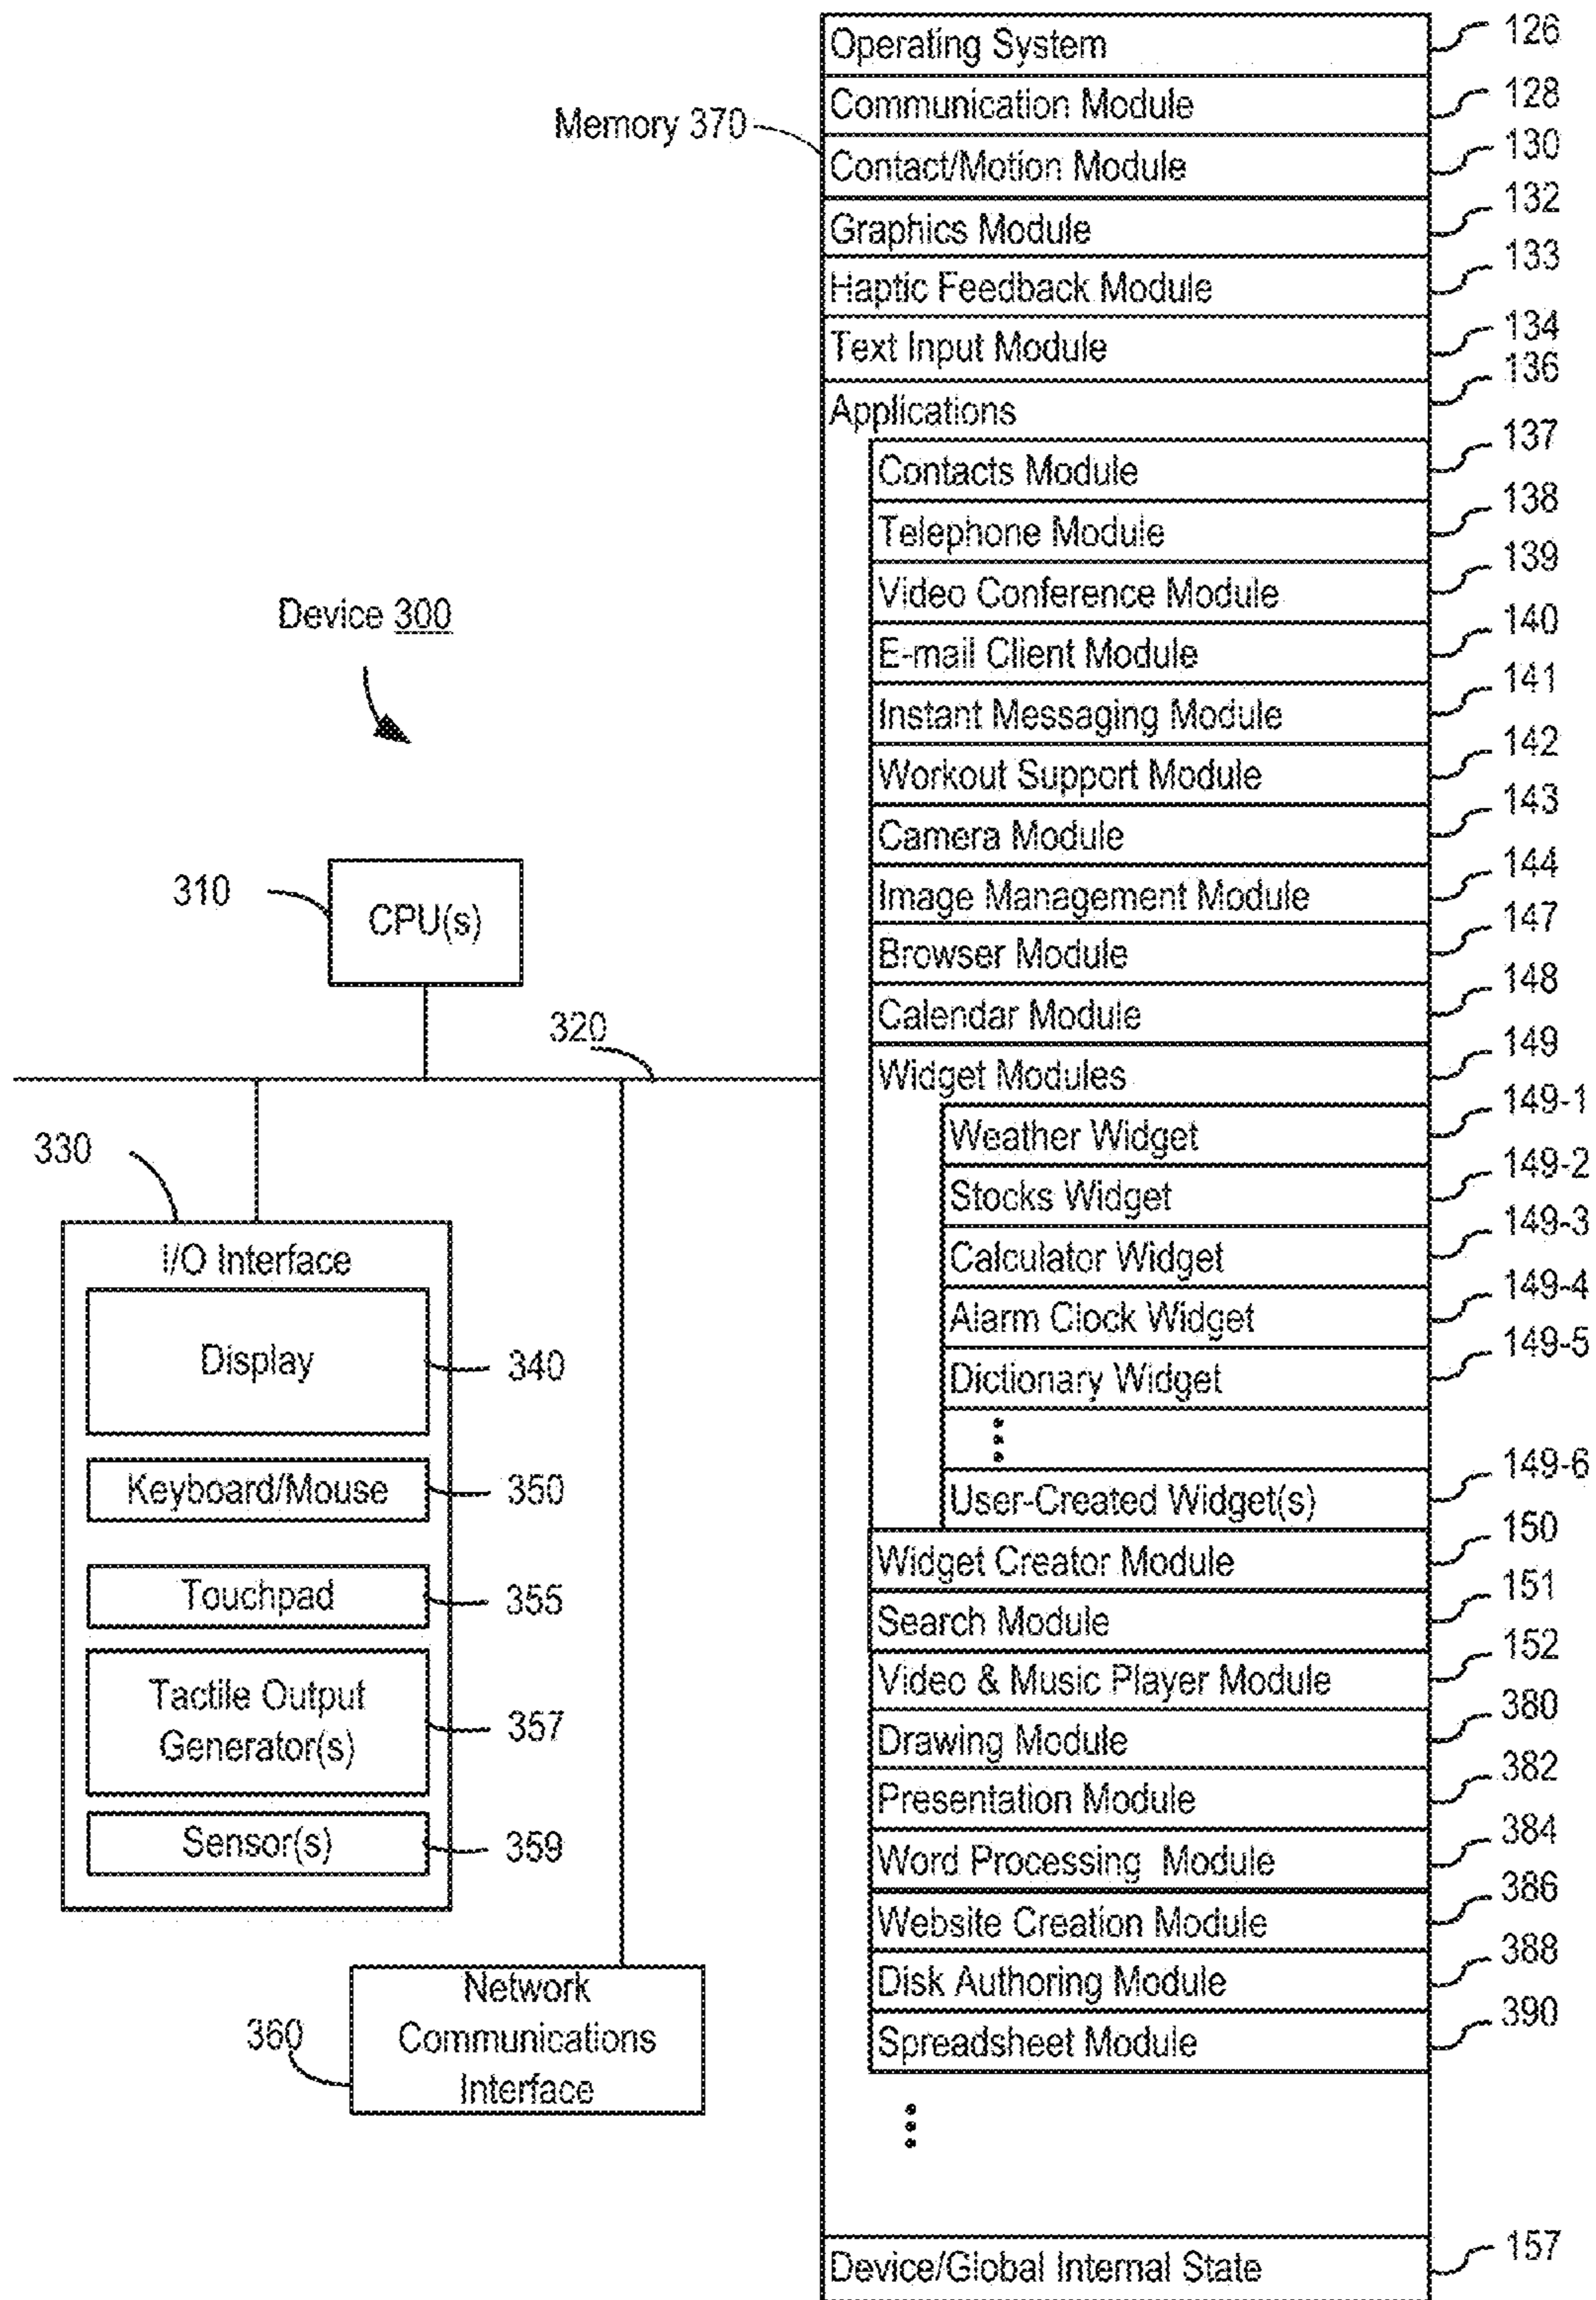 Operating System 126
Communication Module 128
Memory 370
Contact/Motion Module 130
Graphics Module 132
Haptic Feedback Module 133
Text Input Module 134
Applications 136
Contacts Module 137
Telephone Module 138
Video Conference Module 139
E-mail Client Module 140
Instant Messaging Module 141
Workout Support Module 142
Camera Module 143
Image Management Module 144
Browser Module 147
Calendar Module 148
Widget Modules 149
Weather Widget 149-1
Stocks Widget 149-2
Calculator Widget 149-3
Alarm Clock Widget 149-4
Dictionary Widget 149-5
User-Created Widget(s) 149-6
Widget Creator Module 150
Search Module 151
Video & Music Player Module 152
Drawing Module 380
Presentation Module 382
Word Processing Module 384
Website Creation Module 386
Disk Authoring Module 388
Spreadsheet Module 390
Device/Global Internal State 157
Device 300
310
CPU(s)
320
330
I/O Interface
Display 340
Keyboard/Mouse 350
Touchpad 355
Tactile Output
Generator(s) 357
Sensor(s) 359
360
Network
Communications
Interface